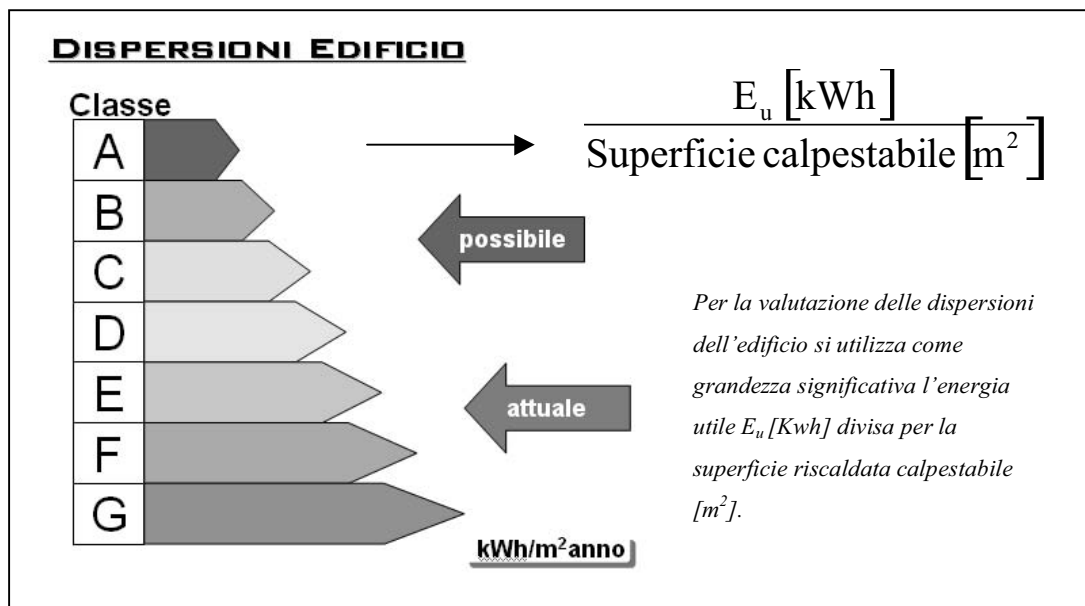 DISPERSIONI EDIFICIO
Classe
A
B
C
D
E
F
G
E_u [kWh]
Superficie calpestabile [m²]
possibile
attuale
Per la valutazione delle dispersioni
dell'edificio si utilizza come
grandezza significativa l'energia
utile E_u [Kwh] divisa per la
superficie riscaldata calpestabile
[m²].
kWh/m²anno